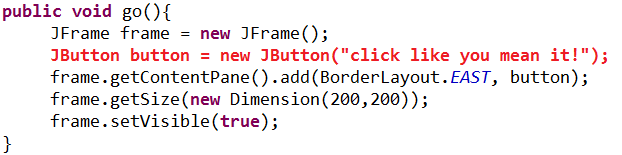 public void go(){
JFrame frame = new JFrame();
JButton button = new JButton("click like you mean it!");
frame.getContentPane().add(BorderLayout.EAST, button);
frame.getSize(new Dimension(200,200));
frame.setVisible(true);
}